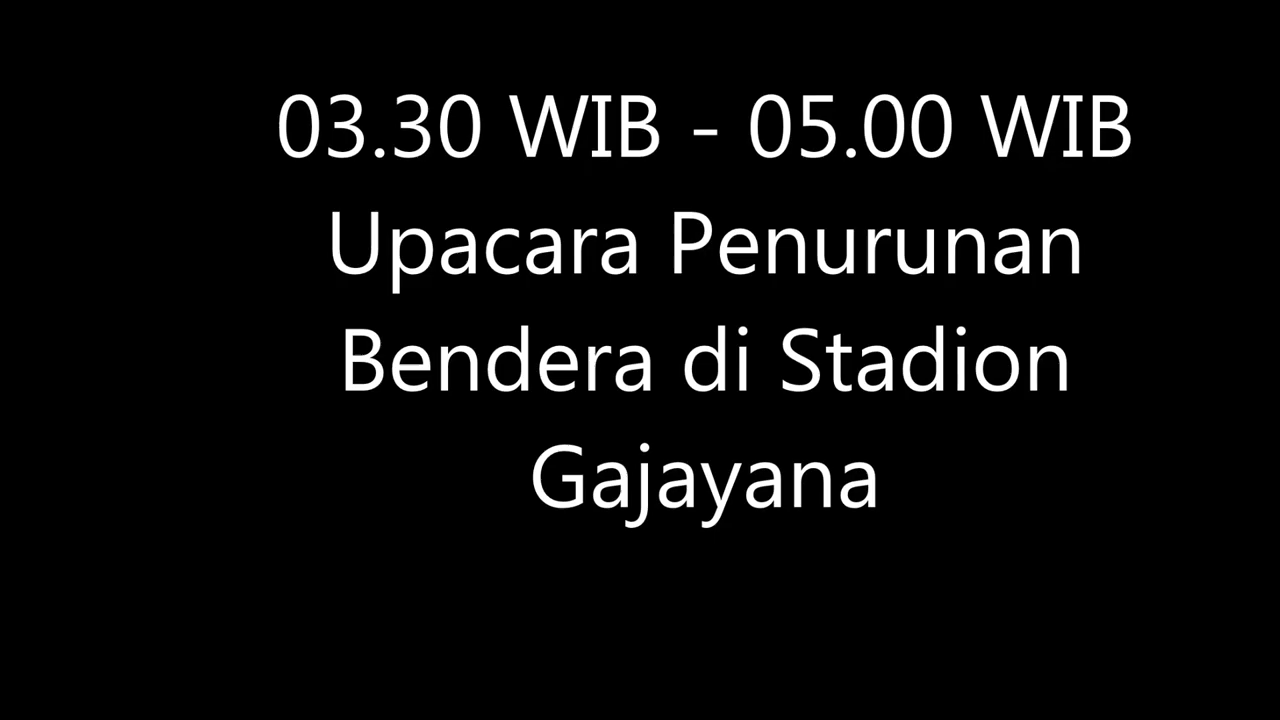 03.30 WIB - 05.00 WIB
Upacara Penurunan
Bendera di Stadion
Gajayana